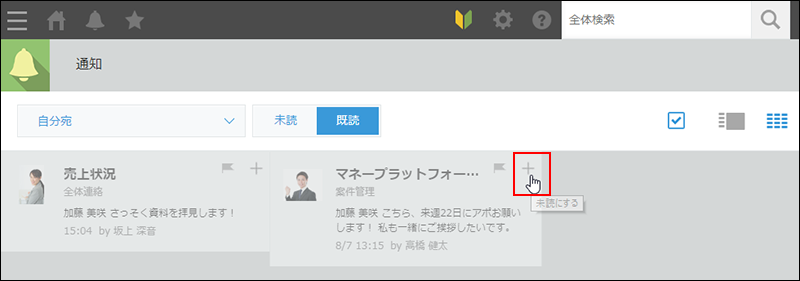 全体検索
通知
自分宛
未読
既読
売上状況
全体連絡
加藤 美咲 さっそく資料を拝見します！
15:04 by 坂上 深音
マネープラットフォー…
案件管理
加藤 美咲 こちら、来週22日にアポお願い
します！ 私も一緒にご挨拶したいです。
8/7 13:15 by 高橋 健太
未読にする